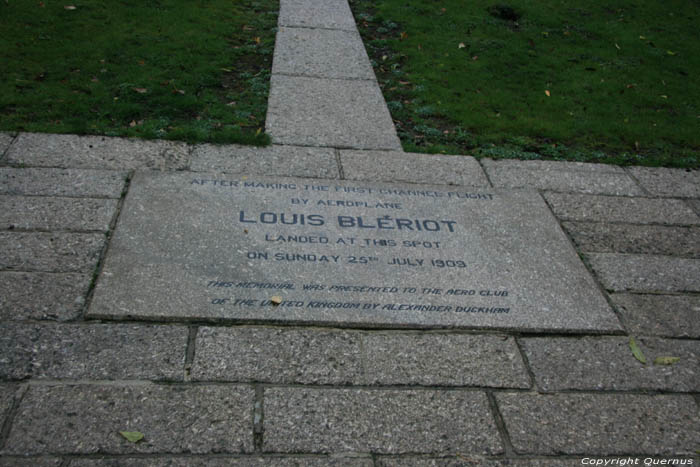 AFTER MAKING THE FIRST CHANNEL FLIGHT
BY AEROPLANE
LOUIS BLÉRIOT
LANDED AT THIS SPOT
ON SUNDAY 25TH JULY 1909
THIS MEMORIAL WAS PRESENTED TO THE AERO CLUB
OF THE UNITED KINGDOM BY ALEXANDER DUCKHAM
Copyright Quernus